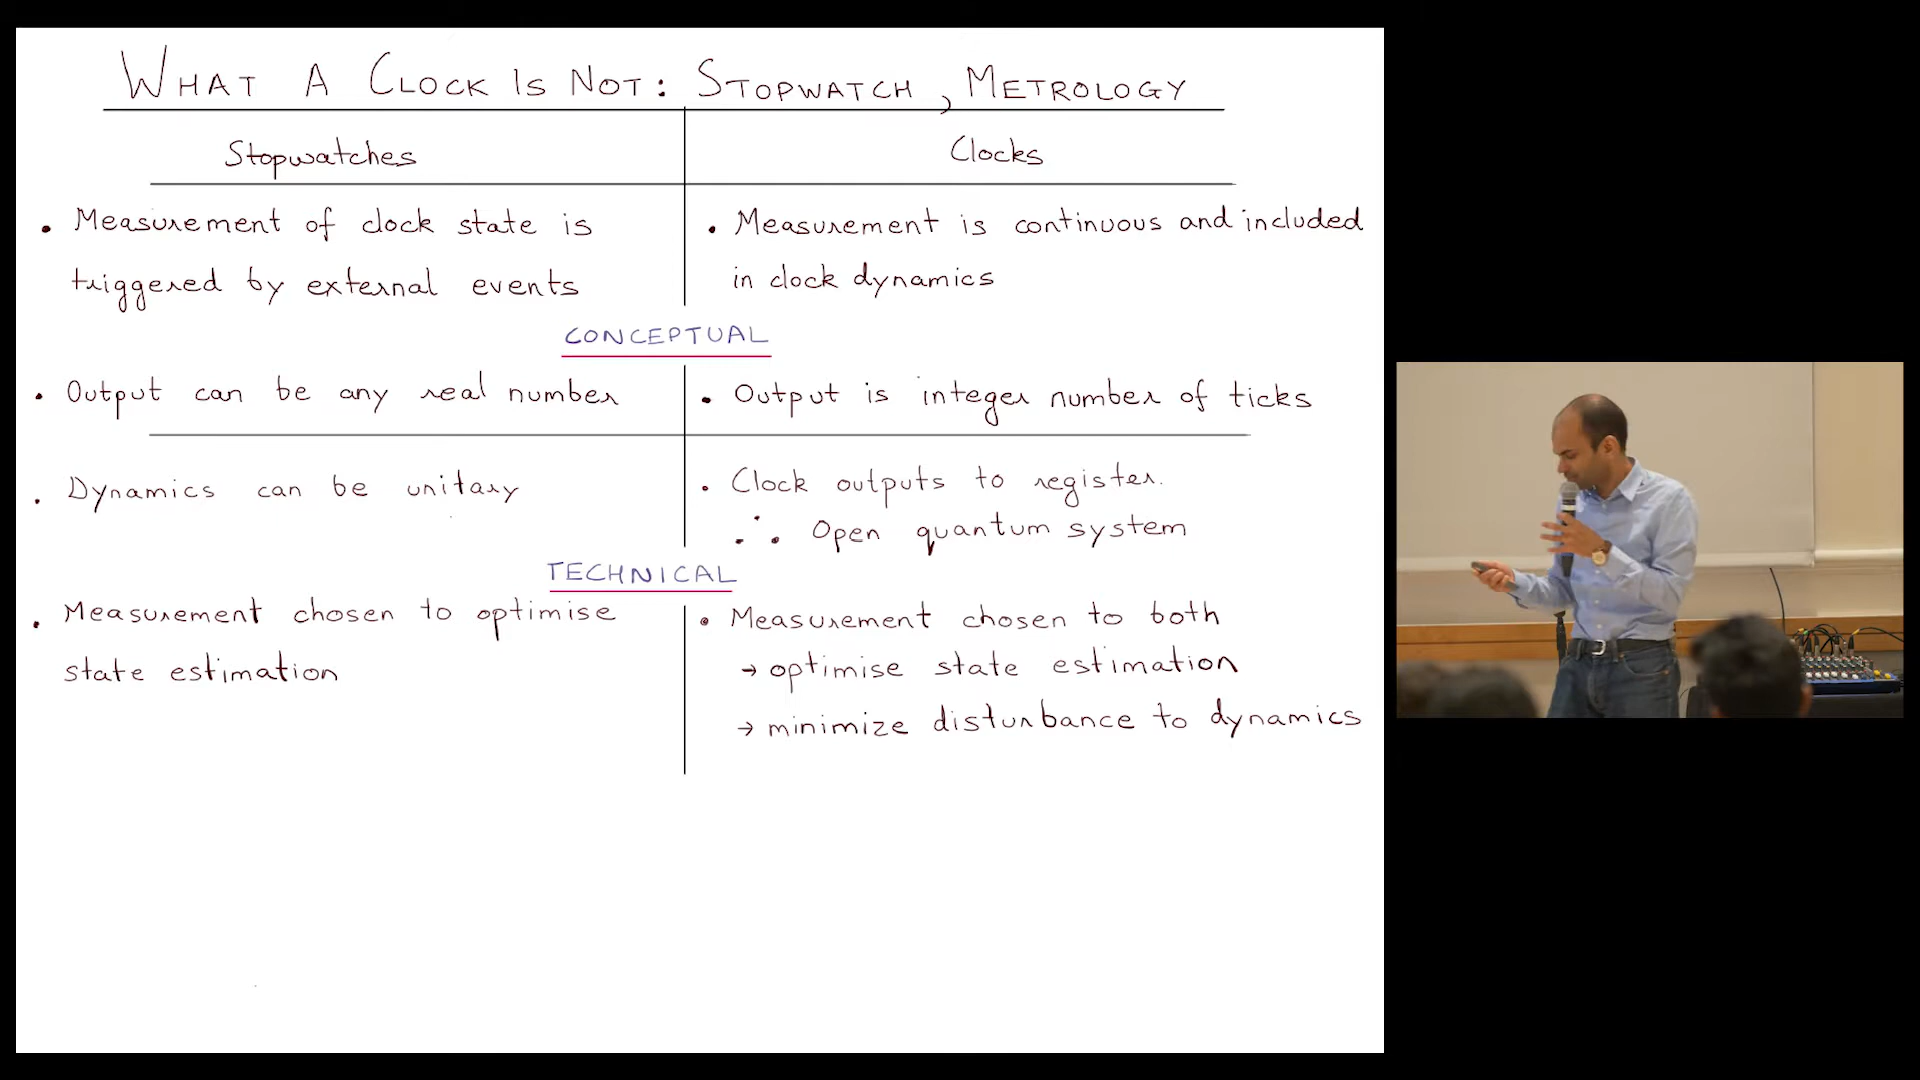 WHAT A CLOCK IS NOT: STOPWATCH, METROLOGY
Stopwatches
Clocks
• Measurement of clock state is
triggered by external events
• Measurement is continuous and included
in clock dynamics
CONCEPTUAL
• Output can be any real number
• Output is integer number of ticks
• Dynamics can be unitary
• Clock outputs to register.
∴ Open quantum system
TECHNICAL
• Measurement chosen to optimise
state estimation
• Measurement chosen to both
→ optimise state estimation
→ minimize disturbance to dynamics